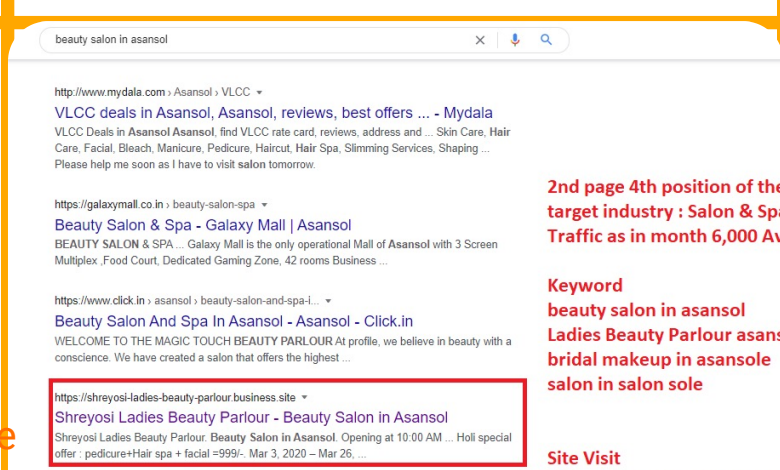 beauty salon in asansol
http://www.mydala.com › Asansol › VLCC
VLCC deals in Asansol, Asansol, reviews, best offers ... - Mydala
VLCC Deals in Asansol Asansol, find VLCC rate card, reviews, address and ... Skin Care, Hair
Care, Facial, Bleach, Manicure, Pedicure, Haircut, Hair Spa, Slimming Services, Shaping ...
Please help me soon as I have to visit salon tomorrow.
https://galaxymall.co.in › beauty-salon-spa
Beauty Salon & Spa - Galaxy Mall | Asansol
BEAUTY SALON & SPA ... Galaxy Mall is the only operational Mall of Asansol with 3 Screen
Multiplex ,Food Court, Dedicated Gaming Zone, 42 rooms Business ...
https://www.click.in › asansol › beauty-salon-and-spa-i...
Beauty Salon And Spa In Asansol - Asansol - Click.in
WELCOME TO THE MAGIC TOUCH BEAUTY PARLOUR At profile, we believe in beauty with a
conscience. We have created a salon that offers the highest ...
https://shreyosi-ladies-beauty-parlour.business.site
Shreyosi Ladies Beauty Parlour - Beauty Salon in Asansol
Shreyosi Ladies Beauty Parlour. Beauty Salon in Asansol. Opening at 10:00 AM ... Holi special
offer : pedicure+Hair spa + facial =999/-. Mar 3, 2020 – Mar 26, ...
2nd page 4th position of the
target industry : Salon & Spa
Traffic as in month 6,000 Av
Keyword
beauty salon in asansol
Ladies Beauty Parlour asans
bridal makeup in asansole
salon in salon sole
Site Visit
e